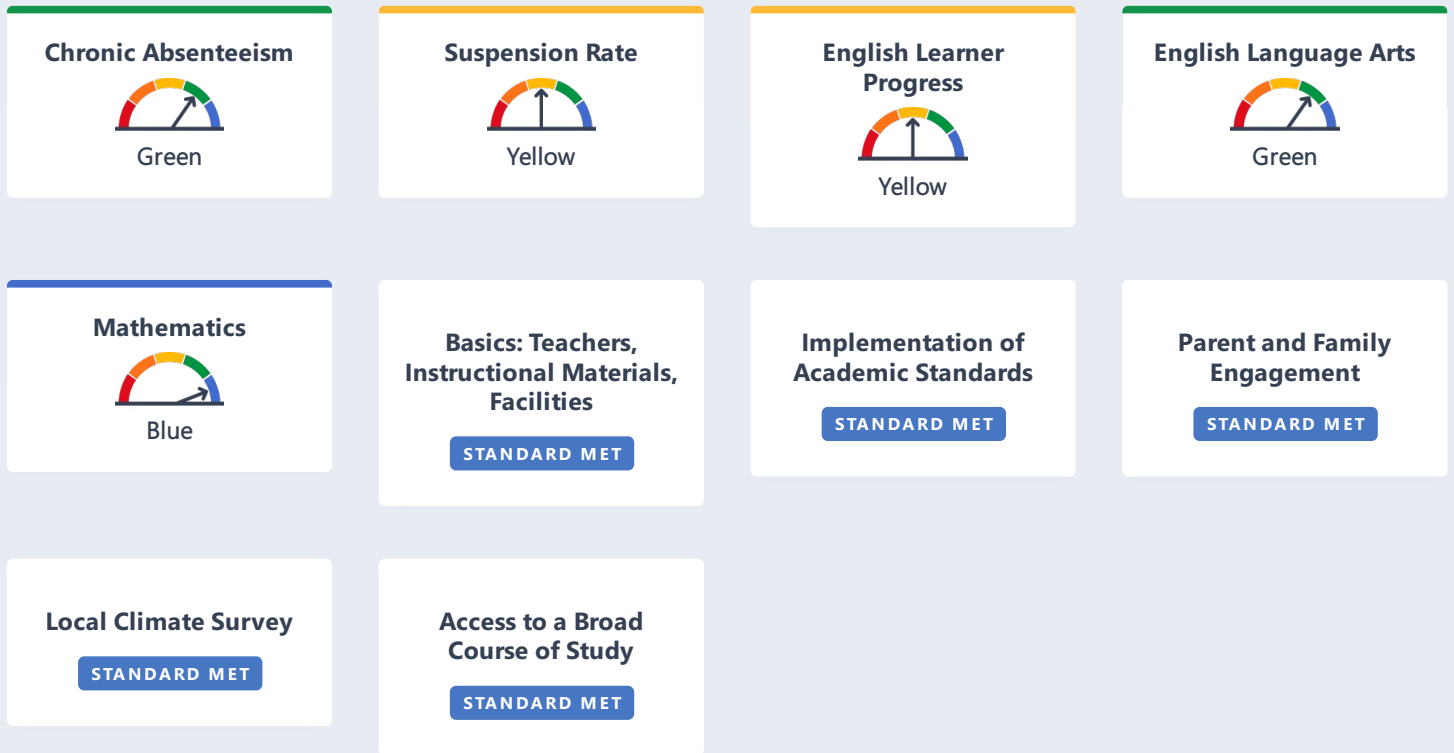 Chronic Absenteeism
Green
Suspension Rate
Yellow
English Learner
Progress
Yellow
English Language Arts
Green
Mathematics
Blue
Basics: Teachers,
Instructional Materials,
Facilities
STANDARD MET
Implementation of
Academic Standards
STANDARD MET
Parent and Family
Engagement
STANDARD MET
Local Climate Survey
STANDARD MET
Access to a Broad
Course of Study
STANDARD MET